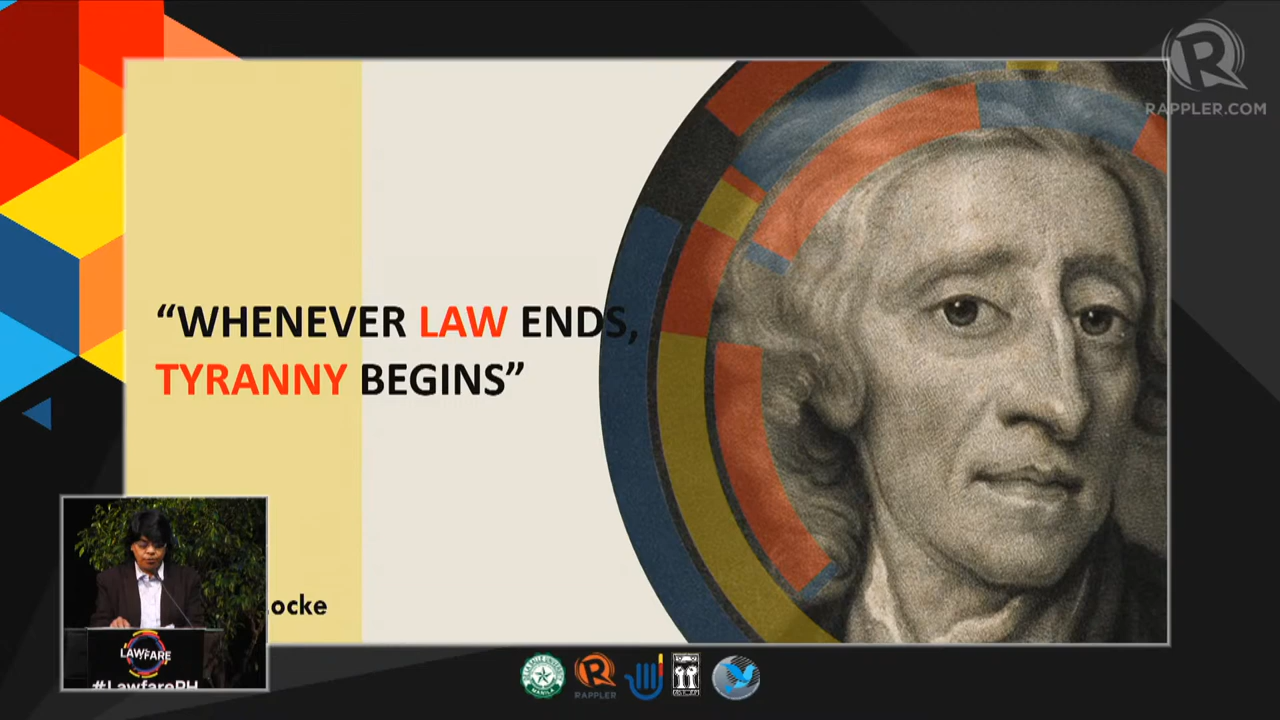 RAPPLER.COM
“WHENEVER LAW ENDS,
TYRANNY BEGINS”
ocke
LAWFARE
#LawfarePH
RAPPLER